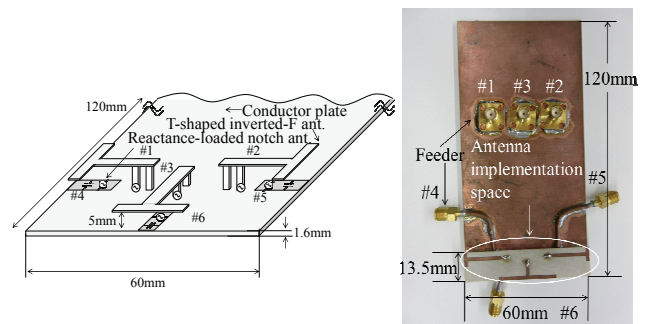 120mm
Conductor plate
T-shaped inverted-F ant.
Reactance-loaded notch ant.
#1
#2
#3
#4
#5
5mm
#6
1.6mm
60mm
#1 #3 #2
120mm
Feeder
Antenna
implementation
space
#4
#5
13.5mm
60mm #6